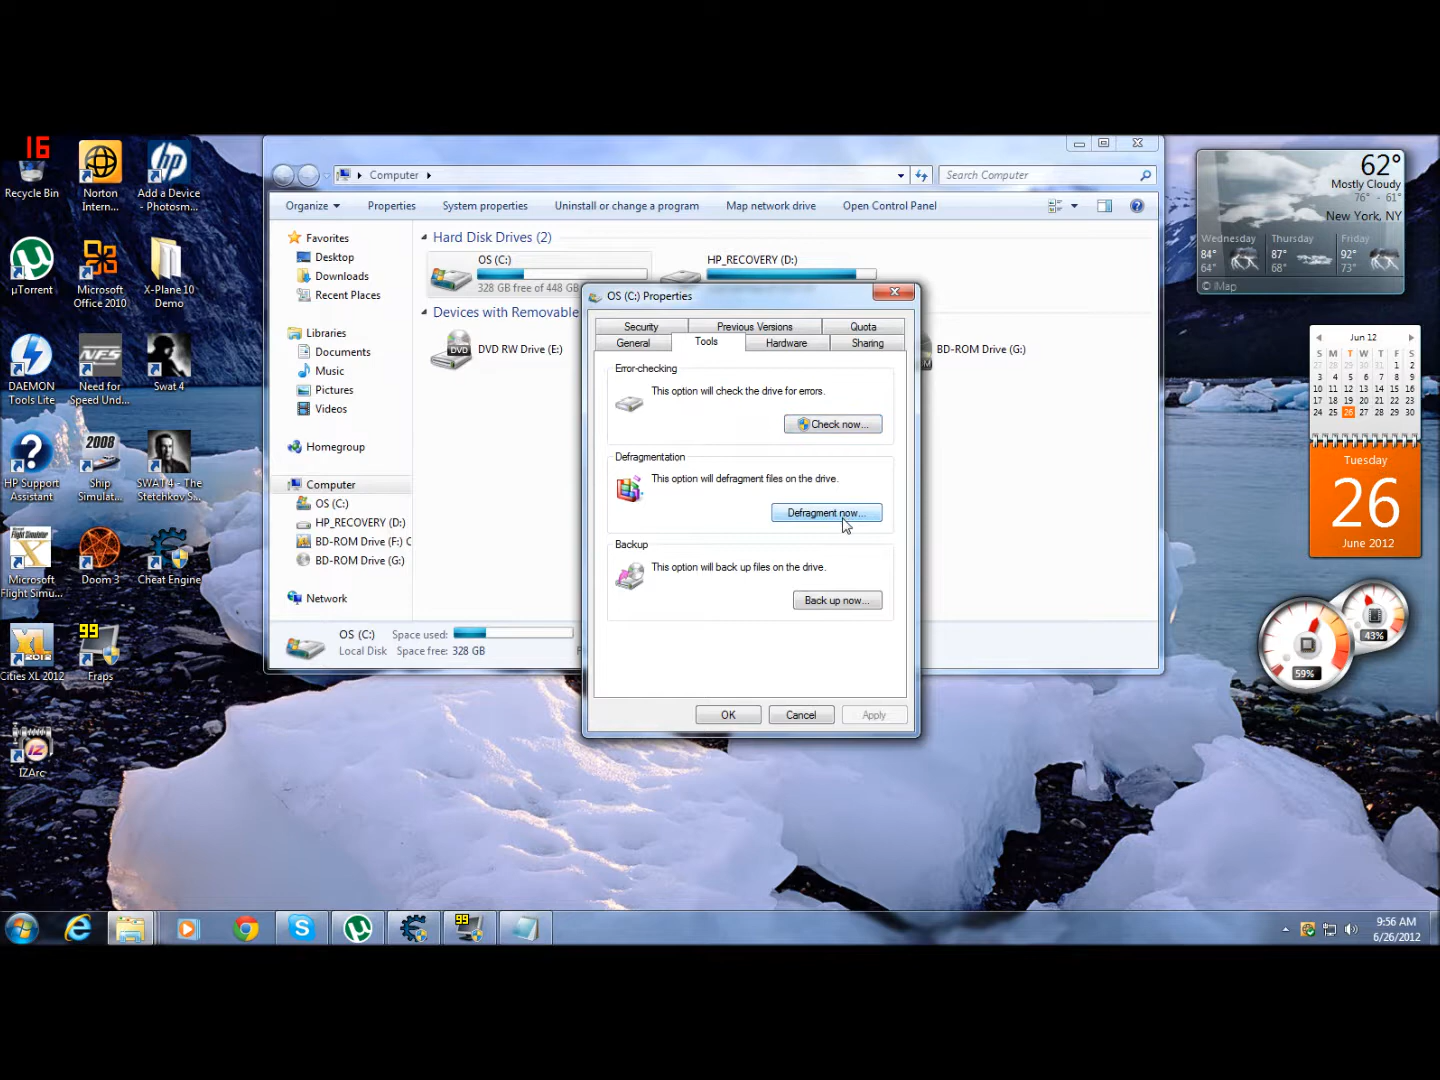 16
Recycle Bin
Norton
Intern...
Add a Device
- Photosm...
µTorrent
Microsoft
Office 2010
X-Plane 10
Demo
DAEMON
Tools Lite
Need for
Speed Und...
Swat 4
HP Support
Assistant
2008
Ship
Simulat...
SWAT 4 - The
Stetchkov S...
Microsoft
Flight Simu...
Doom 3
Cheat Engine
Cities XL 2012
99
Fraps
IZArc
Computer
Search Computer
Organize
Properties
System properties
Uninstall or change a program
Map network drive
Open Control Panel
Favorites
Desktop
Downloads
Recent Places
Libraries
Documents
Music
Pictures
Videos
Homegroup
Computer
OS (C:)
HP_RECOVERY (D:)
BD-ROM Drive (F:) C
BD-ROM Drive (G:)
Network
Hard Disk Drives (2)
OS (C:)
328 GB free of 448 GB
HP_RECOVERY (D:)
Devices with Removable
DVD RW Drive (E:)
BD-ROM Drive (G:)
OS (C:)
Space used:
Local Disk
Space free: 328 GB
OS (C:) Properties
Security
Previous Versions
Quota
General
Tools
Hardware
Sharing
Error-checking
This option will check the drive for errors.
Check now...
Defragmentation
This option will defragment files on the drive.
Defragment now...
Backup
This option will back up files on the drive.
Back up now...
OK
Cancel
Apply
62°
Mostly Cloudy
76° - 61°
New York, NY
Wednesday
Thursday
Friday
84°
64°
87°
68°
92°
73°
© iMap
Jun 12
S M T W T F S
27 28 29 30 31 1 2
3 4 5 6 7 8 9
10 11 12 13 14 15 16
17 18 19 20 21 22 23
24 25 26 27 28 29 30
Tuesday
26
June 2012
43%
59%
99
9:56 AM
6/26/2012